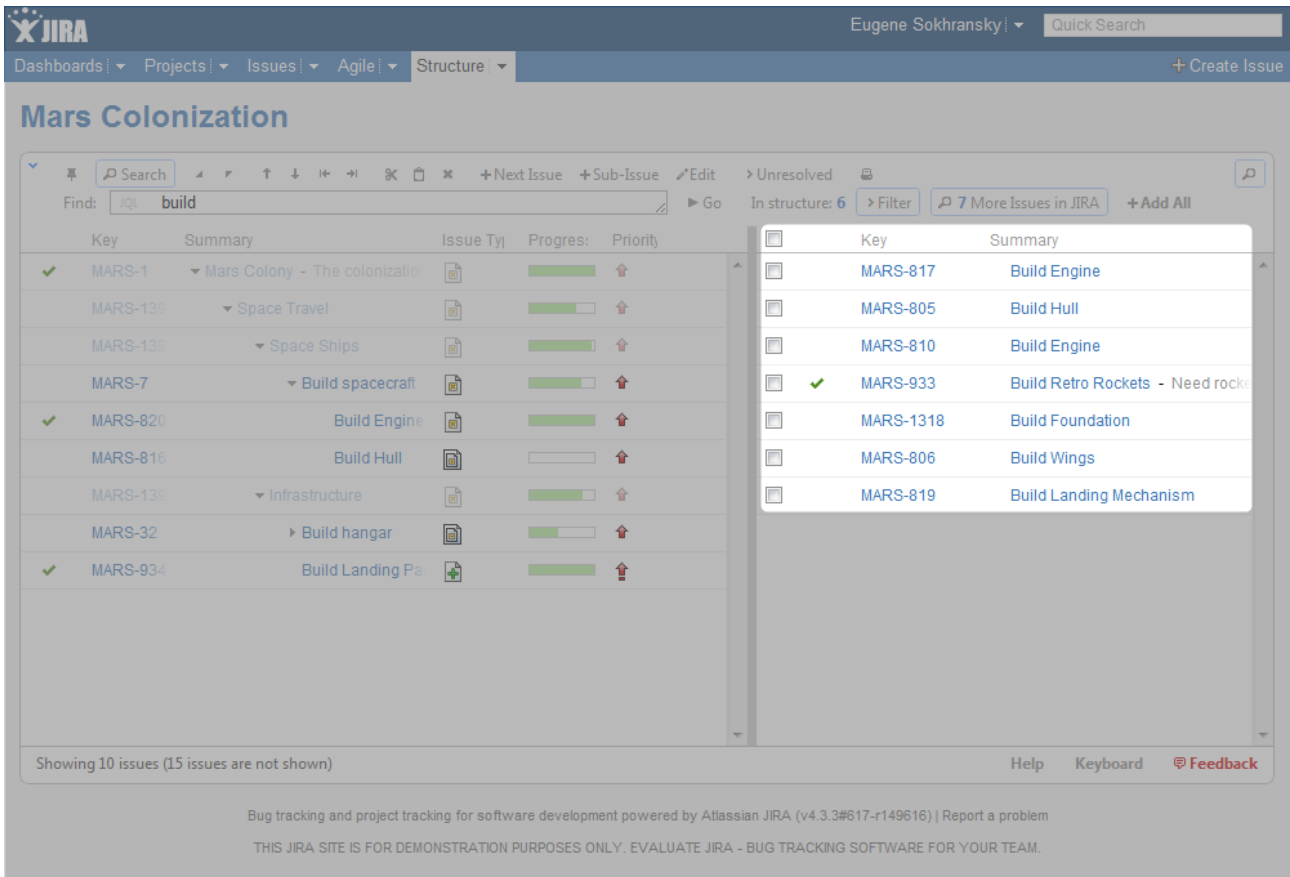 JIRA
Eugene Sokhransky Quick Search
Dashboards Projects Issues Agile Structure + Create Issue
Mars Colonization
Search +Next Issue +Sub-Issue Edit Unresolved
Find: JQL build Go In structure: 6 Filter 7 More Issues in JIRA +Add All
Key Summary Issue Ty Progres: Priority Key Summary
MARS-1 Mars Colony - The colonizatio MARS-817 Build Engine
MARS-139 Space Travel MARS-805 Build Hull
MARS-139 Space Ships MARS-810 Build Engine
MARS-7 Build spacecraft MARS-933 Build Retro Rockets - Need rocke
MARS-820 Build Engine MARS-1318 Build Foundation
MARS-816 Build Hull MARS-806 Build Wings
MARS-139 Infrastructure MARS-819 Build Landing Mechanism
MARS-32 Build hangar
MARS-934 Build Landing Pa
Showing 10 issues (15 issues are not shown) Help Keyboard Feedback
Bug tracking and project tracking for software development powered by Atlassian JIRA (v4.3.3#617-r149616) | Report a problem
THIS JIRA SITE IS FOR DEMONSTRATION PURPOSES ONLY. EVALUATE JIRA - BUG TRACKING SOFTWARE FOR YOUR TEAM.